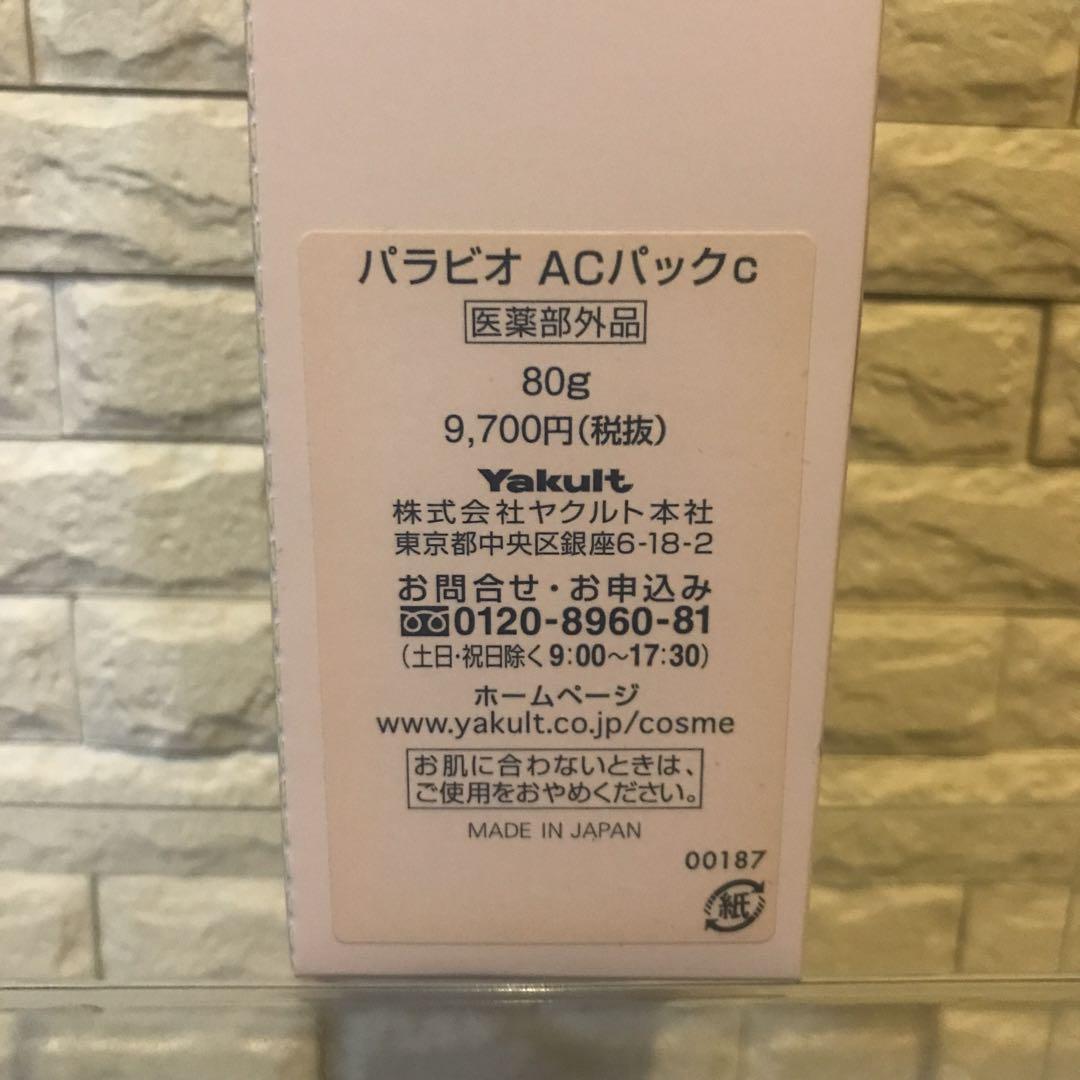 パラビオ ACパックc
医薬部外品
80g
9,700円(税抜)
Yakult
株式会社ヤクルト本社
東京都中央区銀座6-18-2
お問合せ・お申込み
0120-8960-81
(土日・祝日除く 9:00〜17:30)
ホームページ
www.yakult.co.jp/cosme
お肌に合わないときは、
ご使用をおやめください。
MADE IN JAPAN
00187
紙